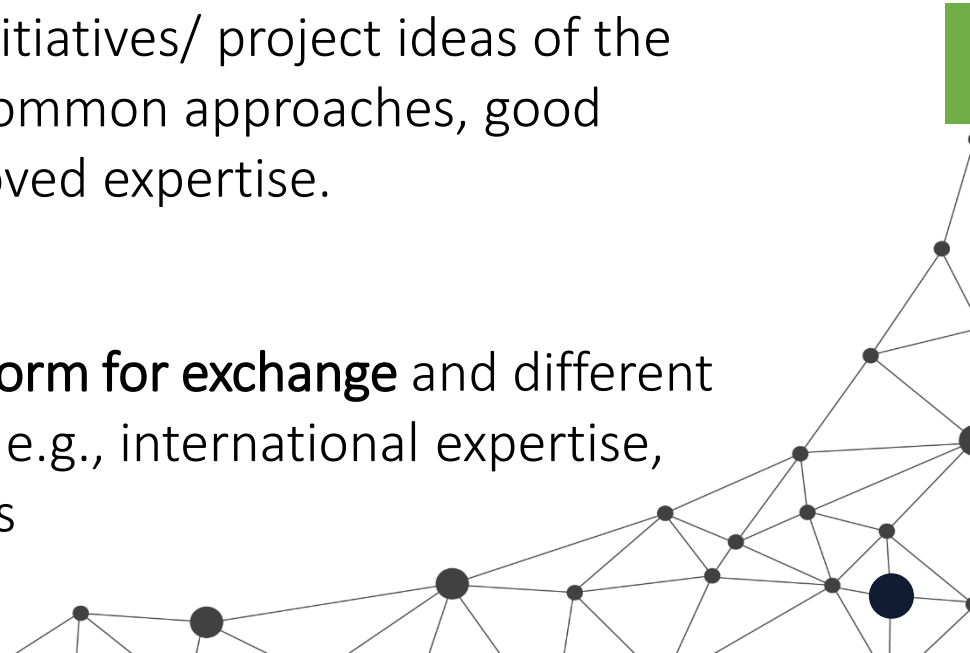 itiatives/ project ideas of the
ommon approaches, good
oved expertise.
orm for exchange and different
e.g., international expertise,
s